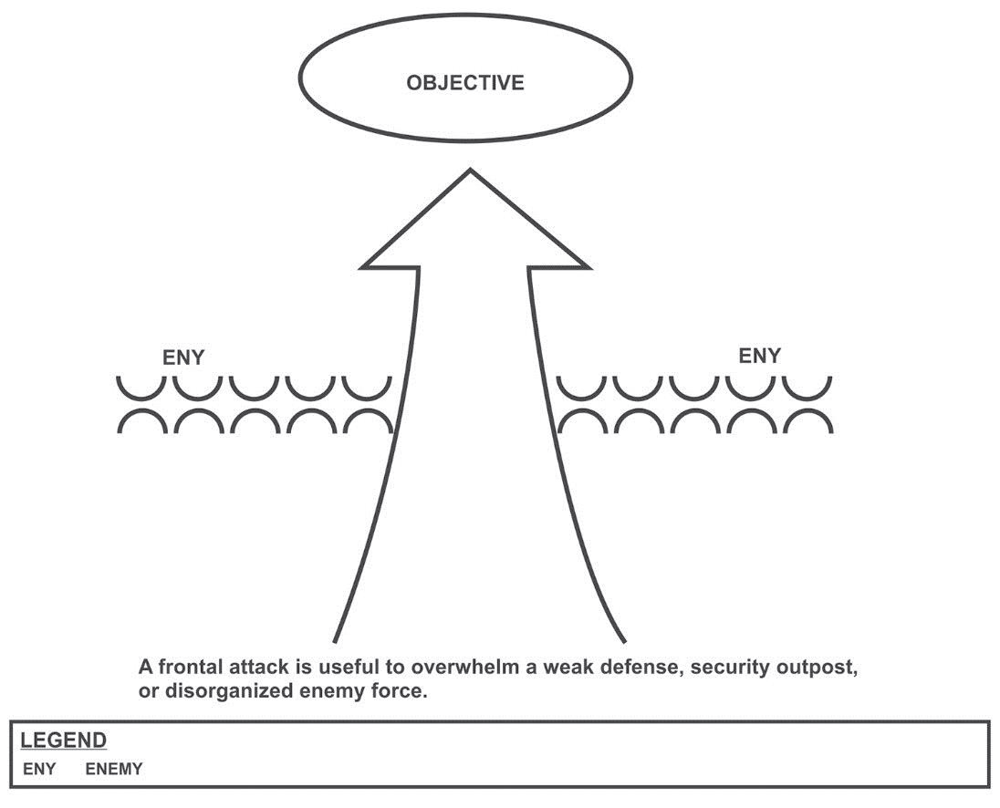 OBJECTIVE
ENY
ENY
A frontal attack is useful to overwhelm a weak defense, security outpost,
or disorganized enemy force.
LEGEND
ENY ENEMY